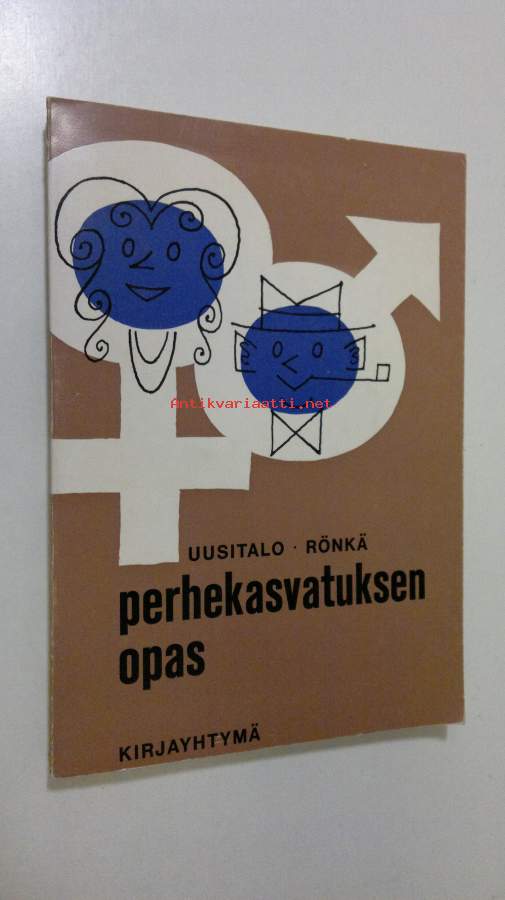 Antikvariaatti.net
UUSITALO · RÖNKÄ
perhekasvatuksen
opas
KIRJAYHTYMÄ